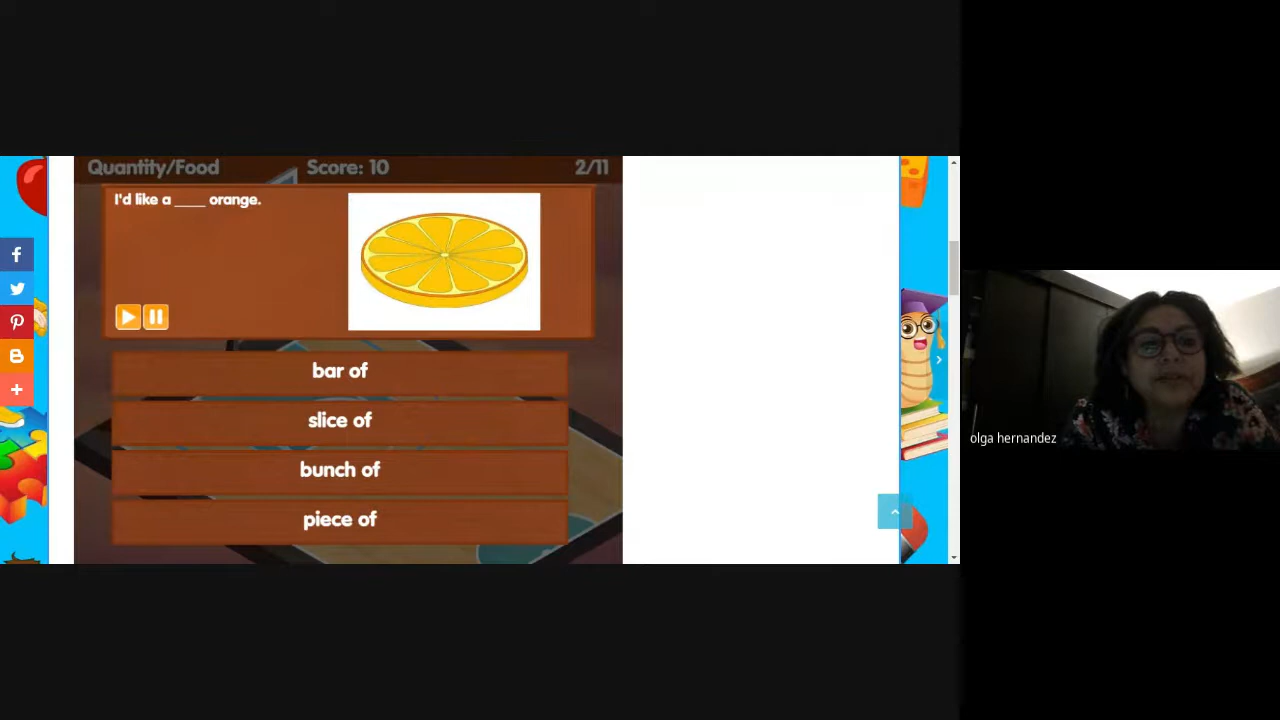 Quantity/Food Score: 10 2/11
I'd like a ____ orange.
bar of
slice of
bunch of
piece of
olga hernandez